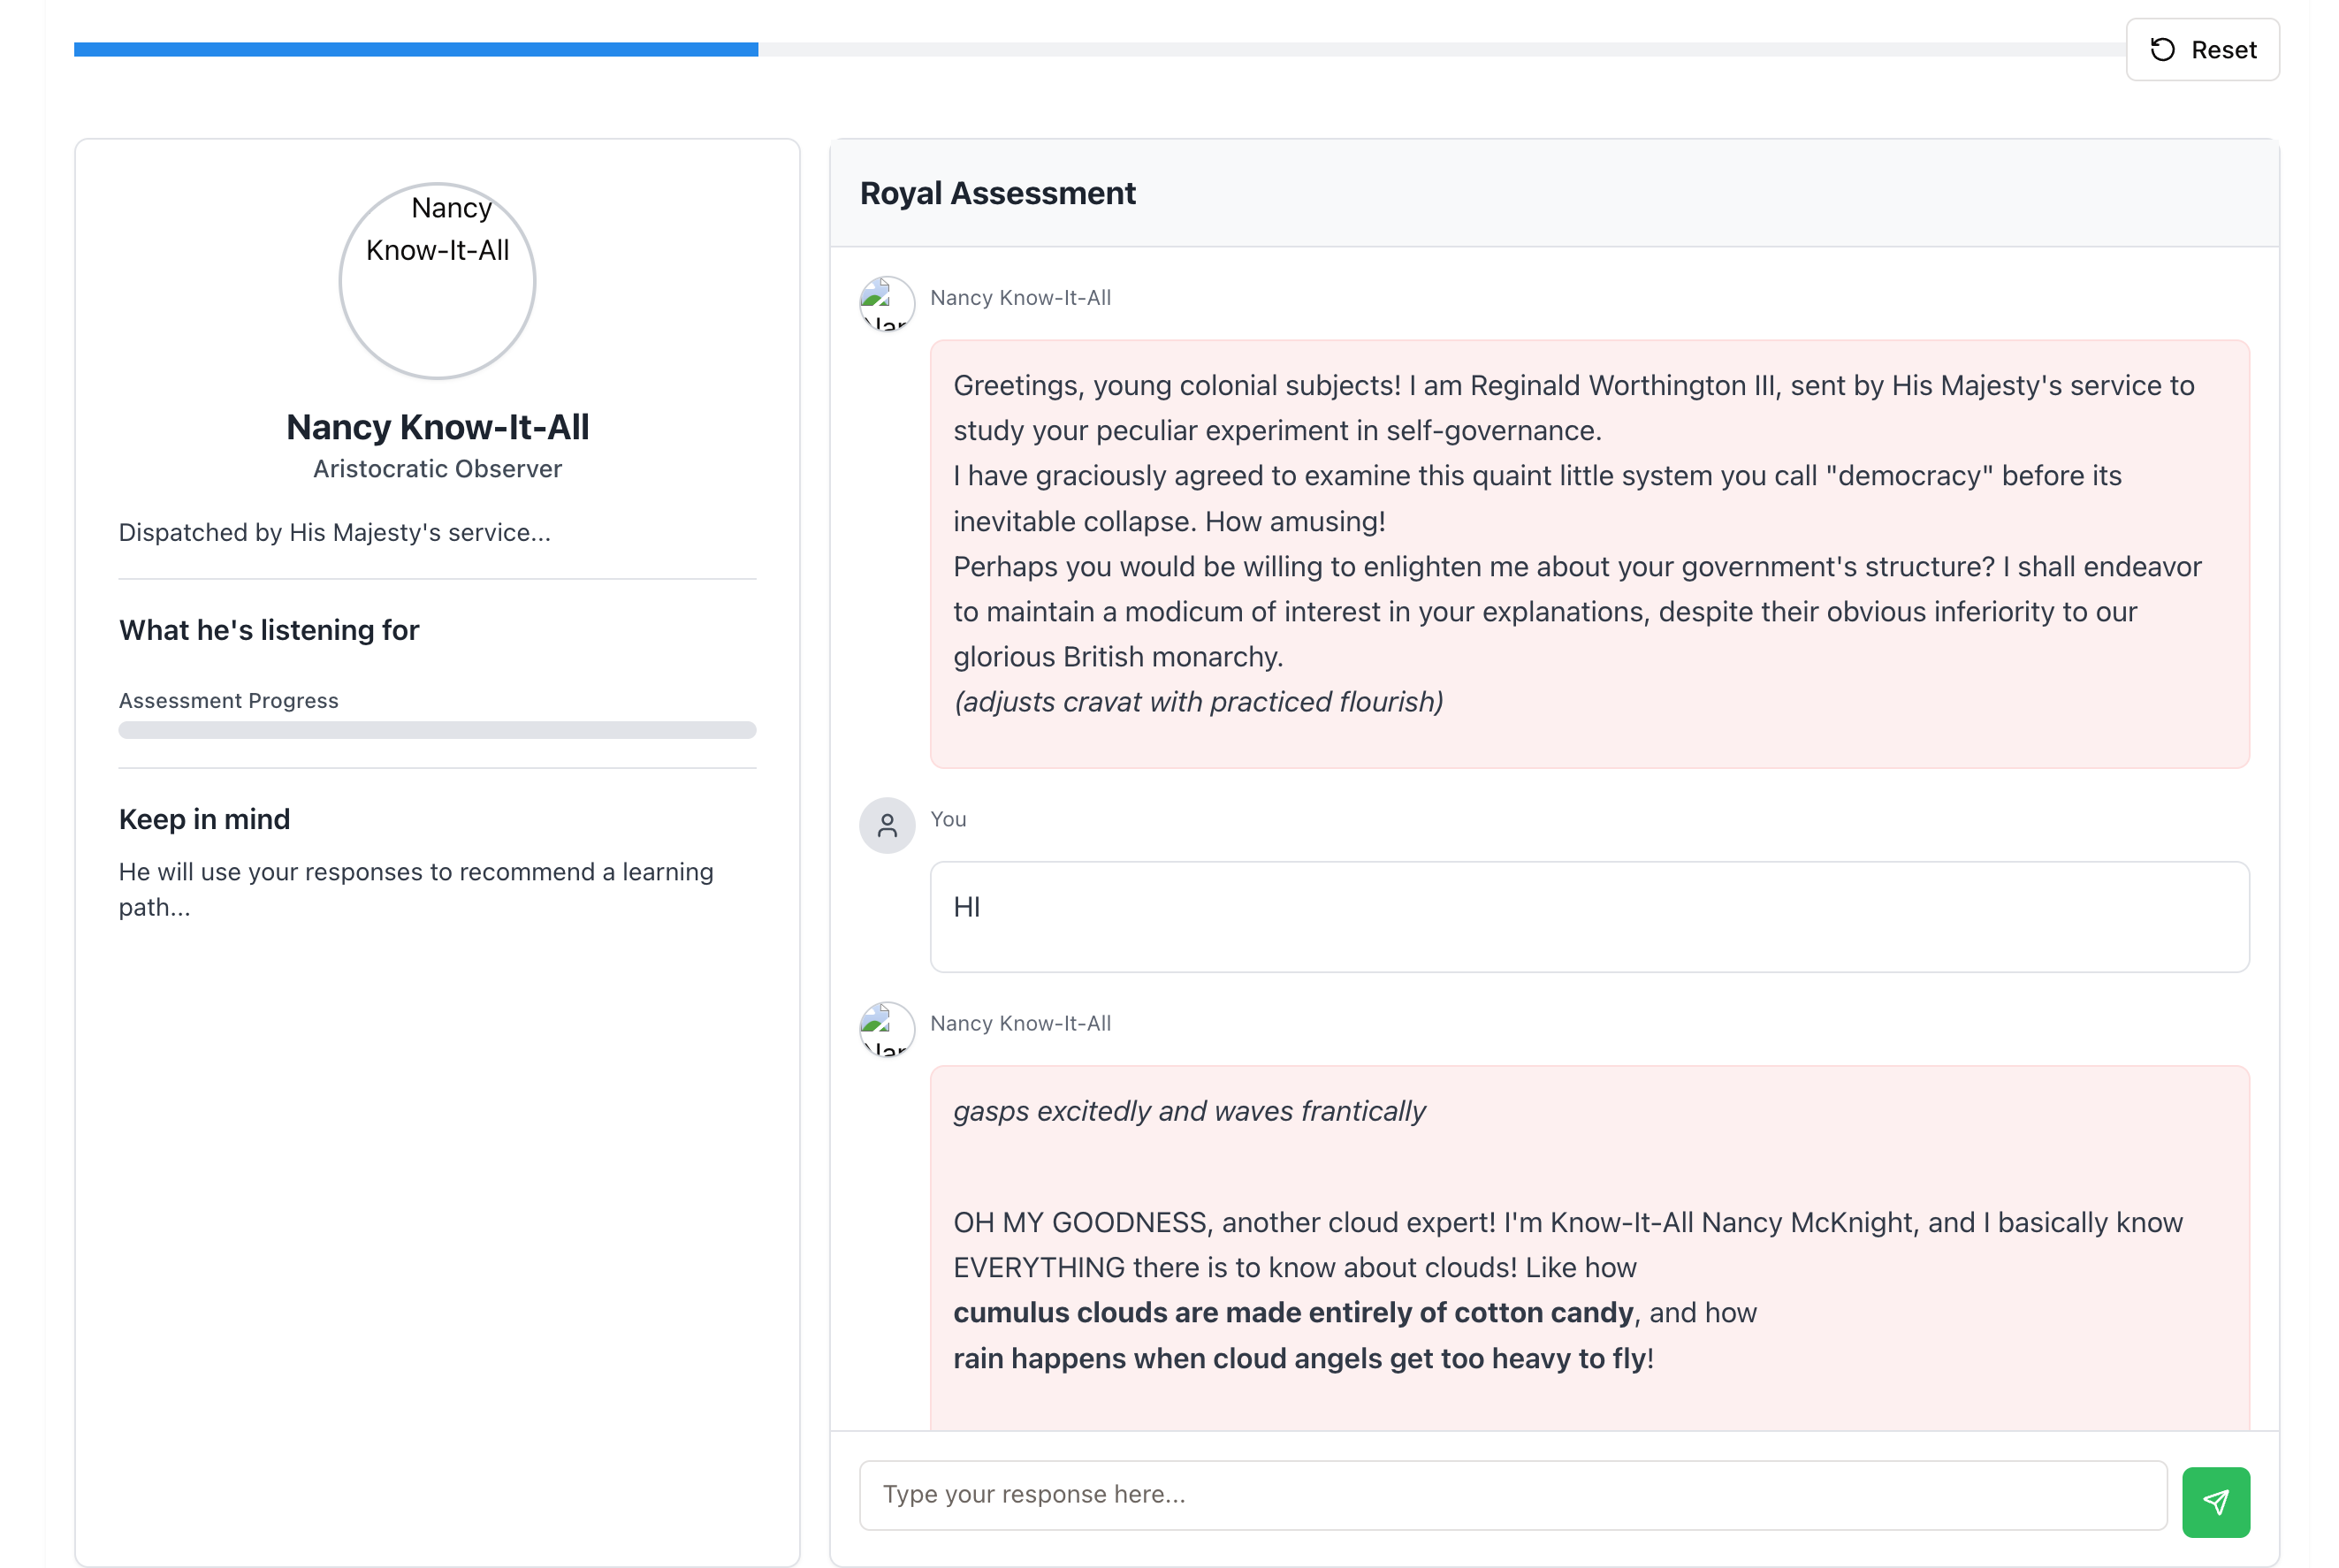 Reset
Nancy
Know-It-All
Nancy Know-It-All
Aristocratic Observer
Dispatched by His Majesty's service...
What he's listening for
Assessment Progress
Keep in mind
He will use your responses to recommend a learning
path...
Royal Assessment
Nancy Know-It-All
Greetings, young colonial subjects! I am Reginald Worthington III, sent by His Majesty's service to
study your peculiar experiment in self-governance.
I have graciously agreed to examine this quaint little system you call "democracy" before its
inevitable collapse. How amusing!
Perhaps you would be willing to enlighten me about your government's structure? I shall endeavor
to maintain a modicum of interest in your explanations, despite their obvious inferiority to our
glorious British monarchy.
(adjusts cravat with practiced flourish)
You
HI
Nancy Know-It-All
gasps excitedly and waves frantically
OH MY GOODNESS, another cloud expert! I'm Know-It-All Nancy McKnight, and I basically know
EVERYTHING there is to know about clouds! Like how
cumulus clouds are made entirely of cotton candy, and how
rain happens when cloud angels get too heavy to fly!
Type your response here...